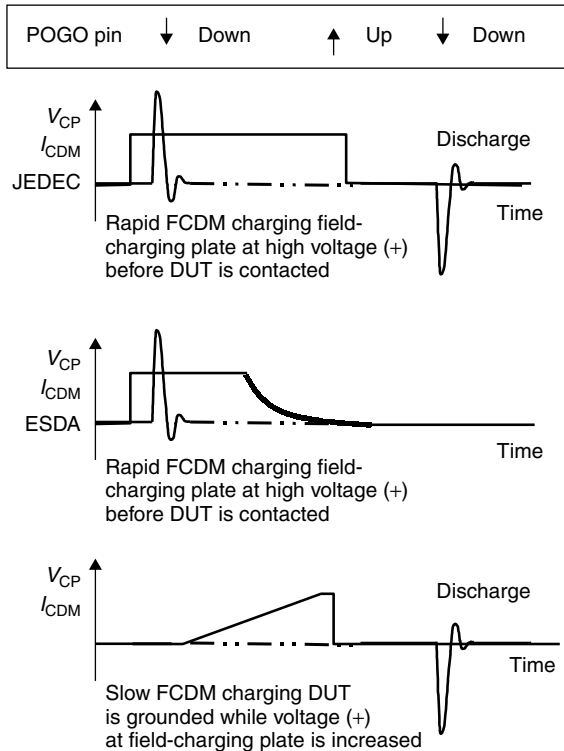 POGO pin ↓ Down ↑ Up ↓ Down
V_CP
I_CDM
JEDEC
Discharge
Time
Rapid FCDM charging field-
charging plate at high voltage (+)
before DUT is contacted
V_CP
I_CDM
ESDA
Time
Rapid FCDM charging field-
charging plate at high voltage (+)
before DUT is contacted
V_CP
I_CDM
Discharge
Time
Slow FCDM charging DUT
is grounded while voltage (+)
at field-charging plate is increased